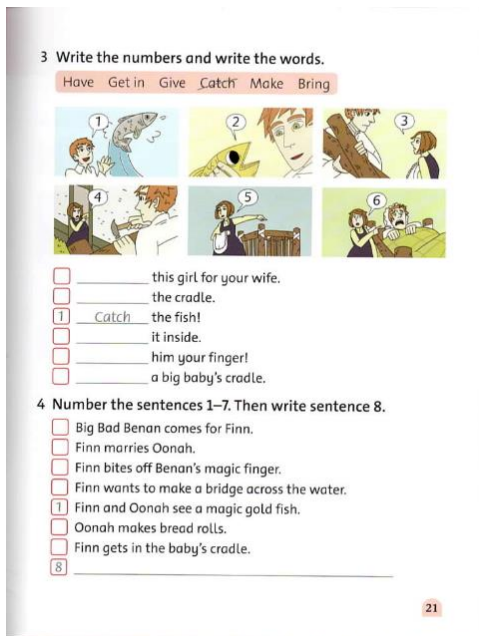 3 Write the numbers and write the words.
Have Get in Give Catch Make Bring
1
2
3
4
5
6
this girl for your wife.
the cradle.
1 Catch the fish!
it inside.
him your finger!
a big baby's cradle.
4 Number the sentences 1–7. Then write sentence 8.
Big Bad Benan comes for Finn.
Finn marries Oonah.
Finn bites off Benan's magic finger.
Finn wants to make a bridge across the water.
1 Finn and Oonah see a magic gold fish.
Oonah makes bread rolls.
Finn gets in the baby's cradle.
8
21